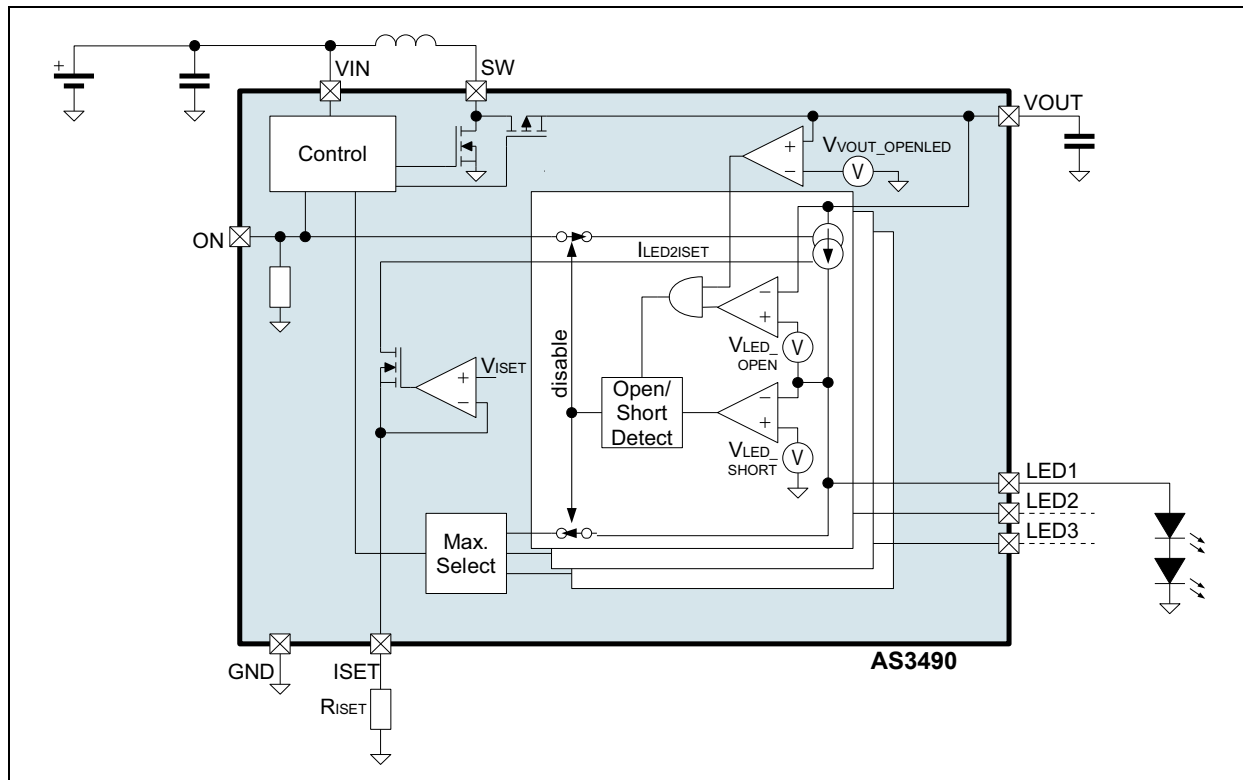 +
VIN
SW
VOUT
Control
+
−
VVOUT_OPENLED
V
ON
ILED2ISET
−
+
VLED_
OPEN
V
disable
VISET
+
−
Open/
Short
Detect
−
+
VLED_
SHORT
V
LED1
LED2
LED3
Max.
Select
GND
ISET
AS3490
RISET